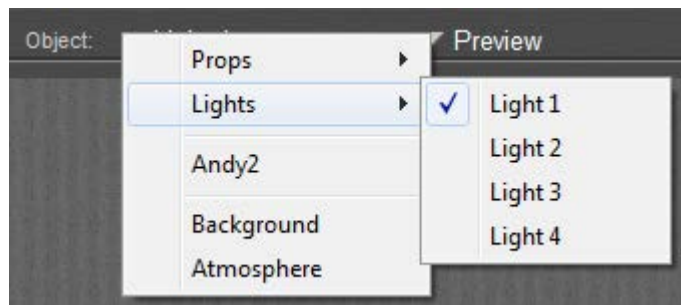 Object:
Preview
Props
Lights
Andy2
Background
Atmosphere
Light 1
Light 2
Light 3
Light 4